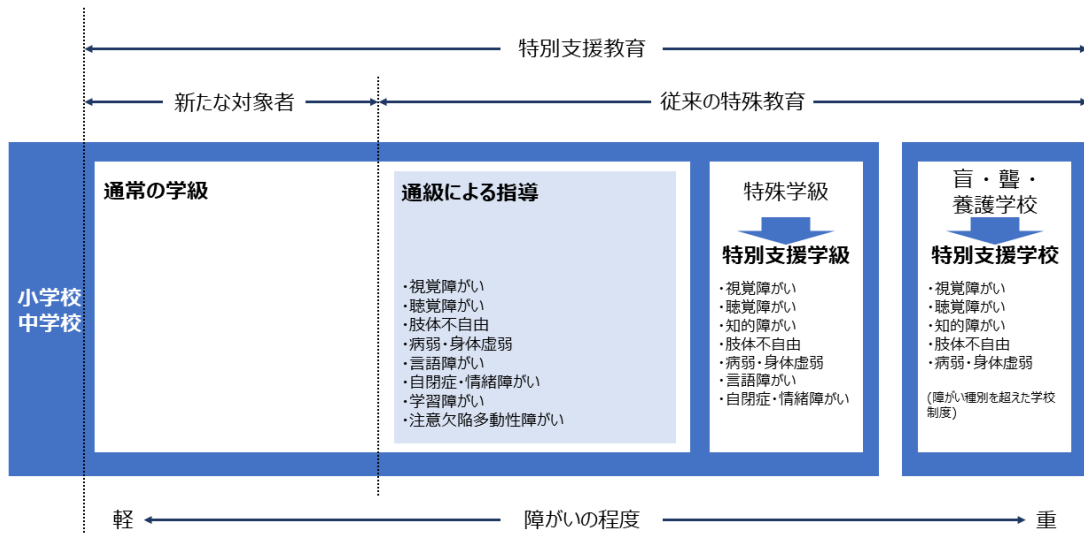 特別支援教育
新たな対象者
従来の特殊教育
小学校
中学校
通常の学級
通級による指導
・視覚障がい
・聴覚障がい
・肢体不自由
・病弱・身体虚弱
・言語障がい
・自閉症・情緒障がい
・学習障がい
・注意欠陥多動性障がい
特殊学級
特別支援学級
・視覚障がい
・聴覚障がい
・知的障がい
・肢体不自由
・病弱・身体虚弱
・言語障がい
・自閉症・情緒障がい
盲・聾・
養護学校
特別支援学校
・視覚障がい
・聴覚障がい
・知的障がい
・肢体不自由
・病弱・身体虚弱
(障がい種別を超えた学校
制度)
軽
障がいの程度
重